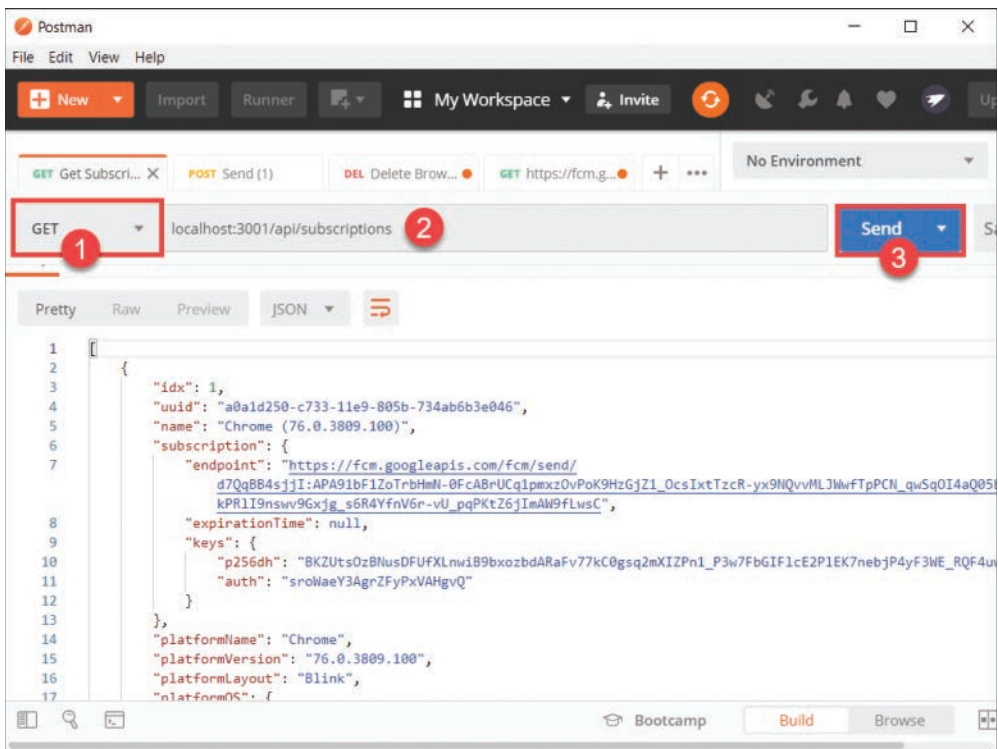 Postman
File Edit View Help
New Import Runner My Workspace Invite
GET Get Subscri... X POST Send (1) DEL Delete Brow... GET https://fcm.g... + ••• No Environment
GET localhost:3001/api/subscriptions Send
1 2 3
Pretty Raw Preview JSON
1 [
2 {
3 "idx": 1,
4 "uuid": "a0a1d250-c733-11e9-805b-734ab6b3e046",
5 "name": "Chrome (76.0.3809.100)",
6 "subscription": {
7 "endpoint": "https://fcm.googleapis.com/fcm/send/
d7QqBB4sjjI:APA91bF1ZoTrbHmN-0FcABrUCq1pmxzOvPoK9HzGjZ1_OcsIxtTzcR-yx9NQvvMLJWwfTpPCN_qwSqOI4aQ05
kPR1I9nswv9Gxjg_s6R4YfnV6r-vU_pqPKtZ6jImAW9fLwsC",
8 "expirationTime": null,
9 "keys": {
10 "p256dh": "BKZUtsOzBNusDFUfXLnwiB9bxozbdARaFv77kC0gsq2mXIZPn1_P3w7FbGIFlcE2PlEK7nebjP4yF3WE_RQF4u
11 "auth": "sroWaeY3AgrZFyPxVAHgvQ"
12 }
13 },
14 "platformName": "Chrome",
15 "platformVersion": "76.0.3809.100",
16 "platformLayout": "Blink",
17 "platformOS": {
Bootcamp Build Browse